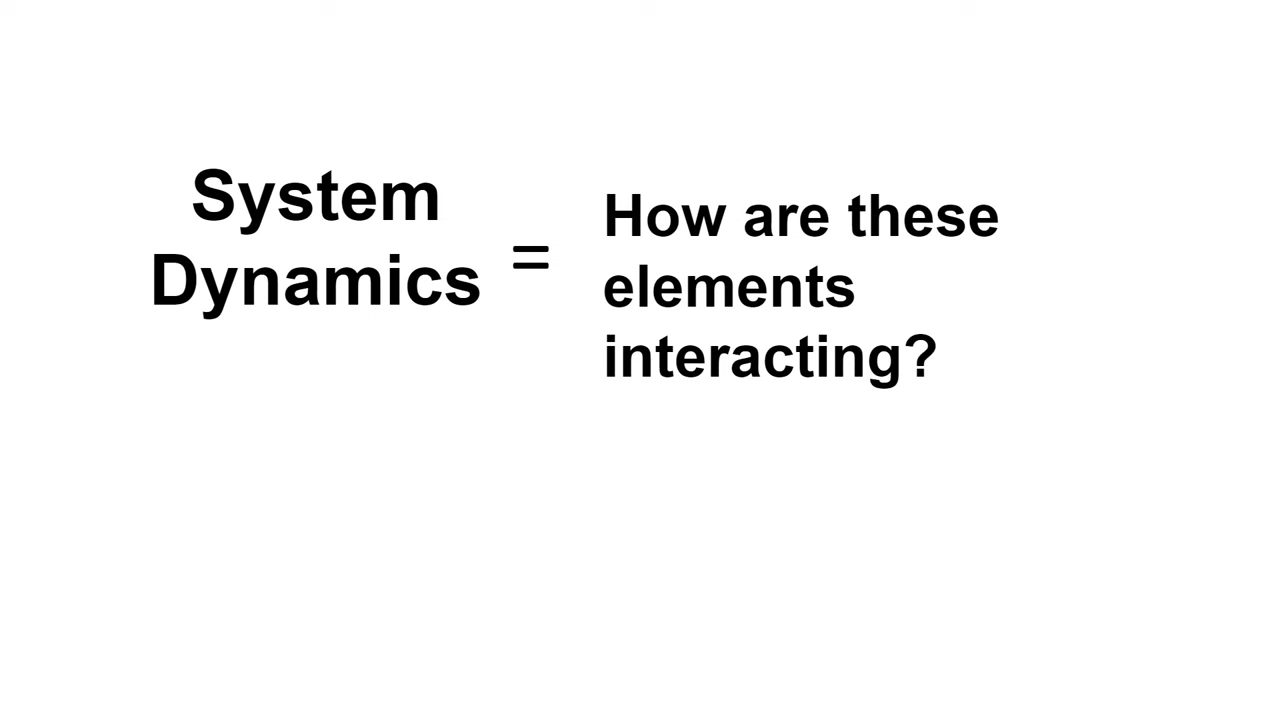 System
Dynamics
=
How are these
elements
interacting?